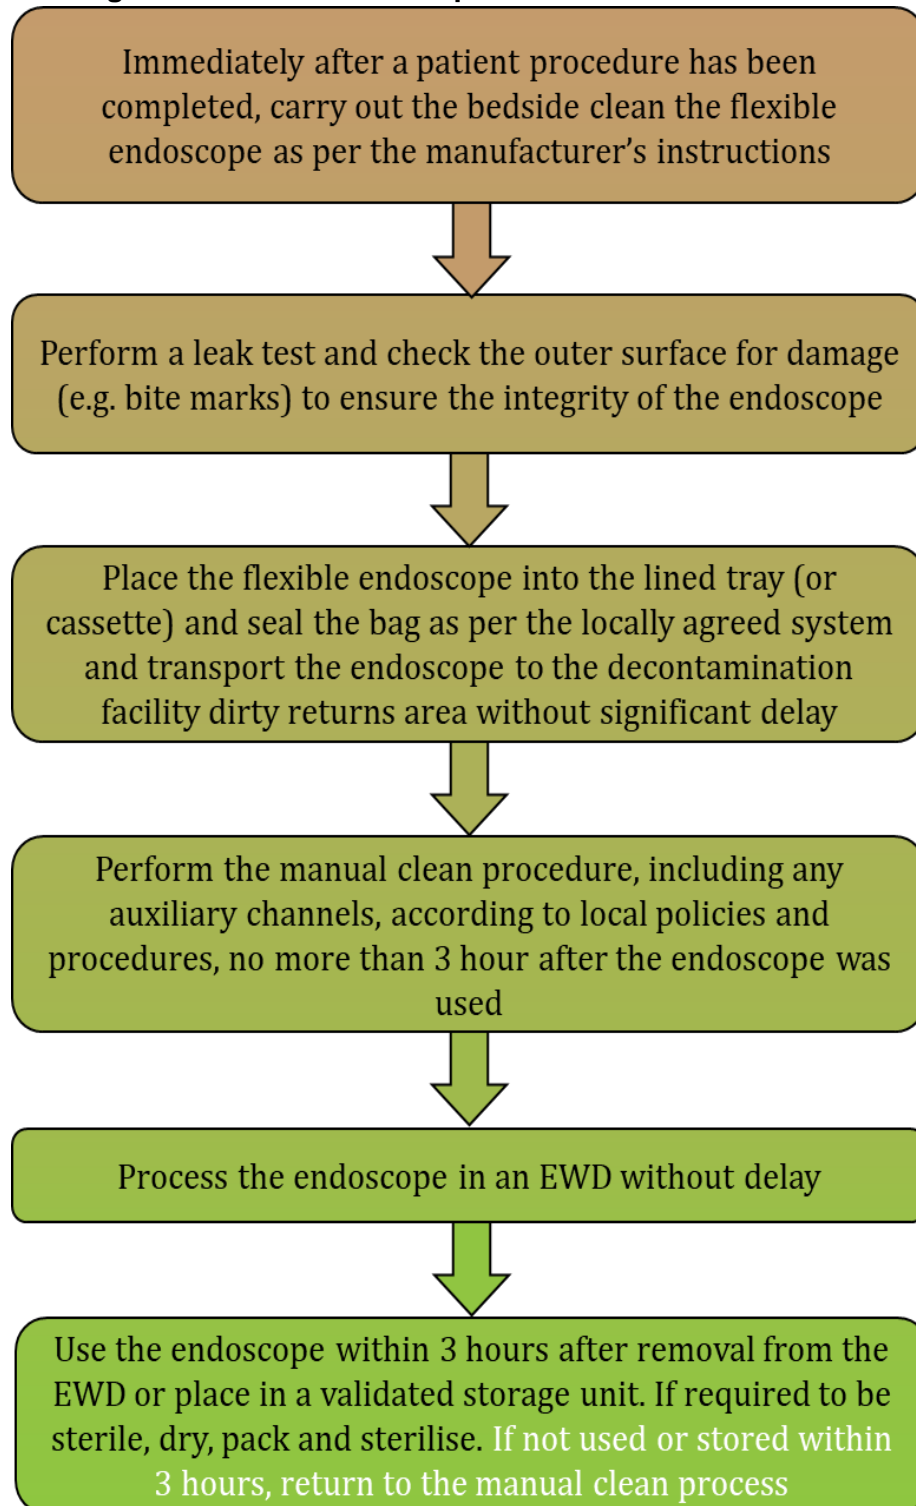 Immediately after a patient procedure has been
completed, carry out the bedside clean the flexible
endoscope as per the manufacturer’s instructions
Perform a leak test and check the outer surface for damage
(e.g. bite marks) to ensure the integrity of the endoscope
Place the flexible endoscope into the lined tray (or
cassette) and seal the bag as per the locally agreed system
and transport the endoscope to the decontamination
facility dirty returns area without significant delay
Perform the manual clean procedure, including any
auxiliary channels, according to local policies and
procedures, no more than 3 hour after the endoscope was
used
Process the endoscope in an EWD without delay
Use the endoscope within 3 hours after removal from the
EWD or place in a validated storage unit. If required to be
sterile, dry, pack and sterilise. If not used or stored within
3 hours, return to the manual clean process